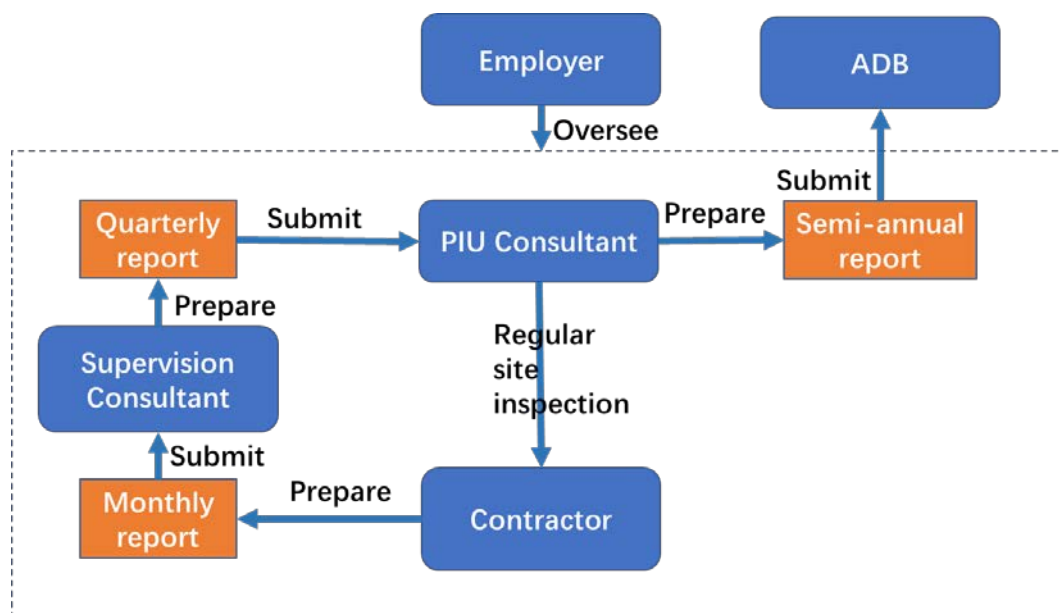 Employer
ADB
Oversee
Submit
Quarterly
report
Submit
PIU Consultant
Prepare
Semi-annual
report
Prepare
Supervision
Consultant
Regular
site
inspection
Submit
Monthly
report
Prepare
Contractor